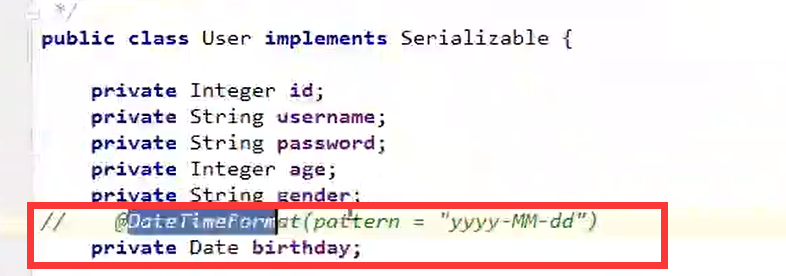 */
public class User implements Serializable {
private Integer id;
private String username;
private String password;
private Integer age;
private String gender;
// @DateTimeFormat(pattern = "yyyy-MM-dd")
private Date birthday;